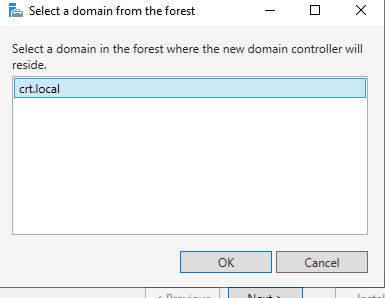 Select a domain from the forest
Select a domain in the forest where the new domain controller will
reside.
crt.local
OK
Cancel
< Previous
Next >
Instal